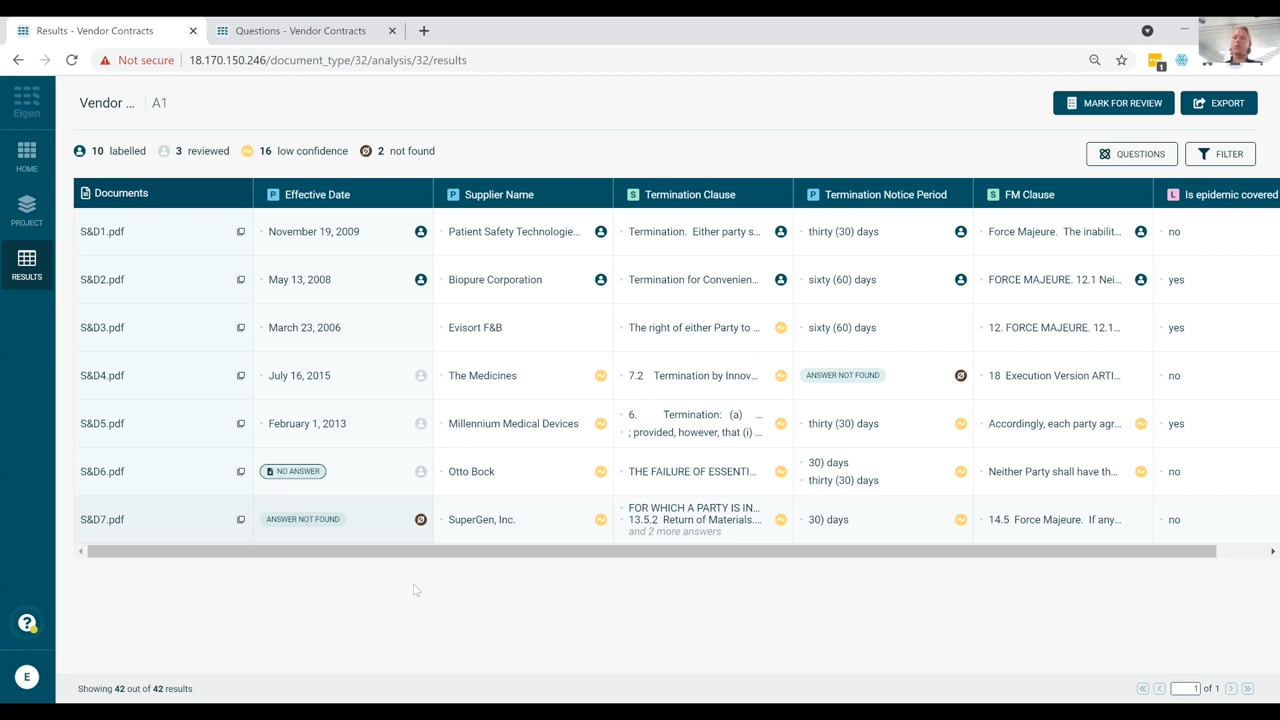 Results - Vendor Contracts
Questions - Vendor Contracts
Not secure 18.170.150.246/document_type/32/analysis/32/results
1
Eigen
HOME
PROJECT
RESULTS
?
E
Vendor ... A1
MARK FOR REVIEW
EXPORT
10 labelled 3 reviewed 16 low confidence 2 not found
QUESTIONS
FILTER
Documents P Effective Date P Supplier Name S Termination Clause P Termination Notice Period S FM Clause L Is epidemic covered
S&D1.pdf November 19, 2009 Patient Safety Technologie... Termination. Either party s... thirty (30) days Force Majeure. The inabilit... no
S&D2.pdf May 13, 2008 Biopure Corporation Termination for Convenien... sixty (60) days FORCE MAJEURE. 12.1 Nei... yes
S&D3.pdf March 23, 2006 Evisort F&B The right of either Party to ... sixty (60) days 12. FORCE MAJEURE. 12.1... yes
S&D4.pdf July 16, 2015 The Medicines 7.2 Termination by Innov... ANSWER NOT FOUND 18 Execution Version ARTI... no
S&D5.pdf February 1, 2013 Millennium Medical Devices 6. Termination: (a) ... thirty (30) days Accordingly, each party agr... yes
; provided, however, that (i) ...
S&D6.pdf NO ANSWER Otto Bock THE FAILURE OF ESSENTI... 30) days Neither Party shall have th... no
thirty (30) days
S&D7.pdf ANSWER NOT FOUND SuperGen, Inc. FOR WHICH A PARTY IS IN... 30) days 14.5 Force Majeure. If any... no
13.5.2 Return of Materials....
and 2 more answers
Showing 42 out of 42 results
1 of 1